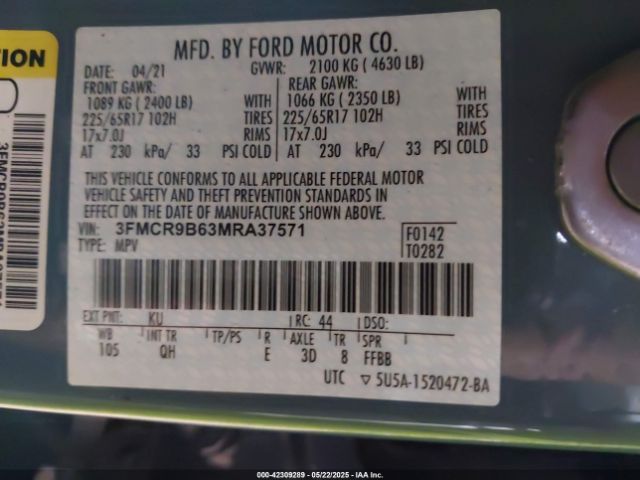 TION
MFD. BY FORD MOTOR CO.
DATE: 04/21 GVWR: 2100 KG ( 4630 LB)
FRONT GAWR: REAR GAWR:
1089 KG ( 2400 LB) WITH 1066 KG ( 2350 LB) WITH
225/65R17 102H TIRES 225/65R17 102H TIRES
17x7.0J RIMS 17x7.0J RIMS
AT 230 kPa/ 33 PSI COLD AT 230 kPa/ 33 PSI COLD
THIS VEHICLE CONFORMS TO ALL APPLICABLE FEDERAL MOTOR
VEHICLE SAFETY AND THEFT PREVENTION STANDARDS IN
EFFECT ON THE DATE OF MANUFACTURE SHOWN ABOVE.
VIN: 3FMCR9B63MRA37571 F0142
TYPE: MPV T0282
EXT PNT: KU RC: 44 DSO:
WB INT TR TP/PS R AXLE TR SPR
105 QH E 3D 8 FFBB
UTC ▽ 5U5A-1520472-BA
3FMCR9B63MRA37571
000-42309289 | 05/22/2025 | IAA Inc.